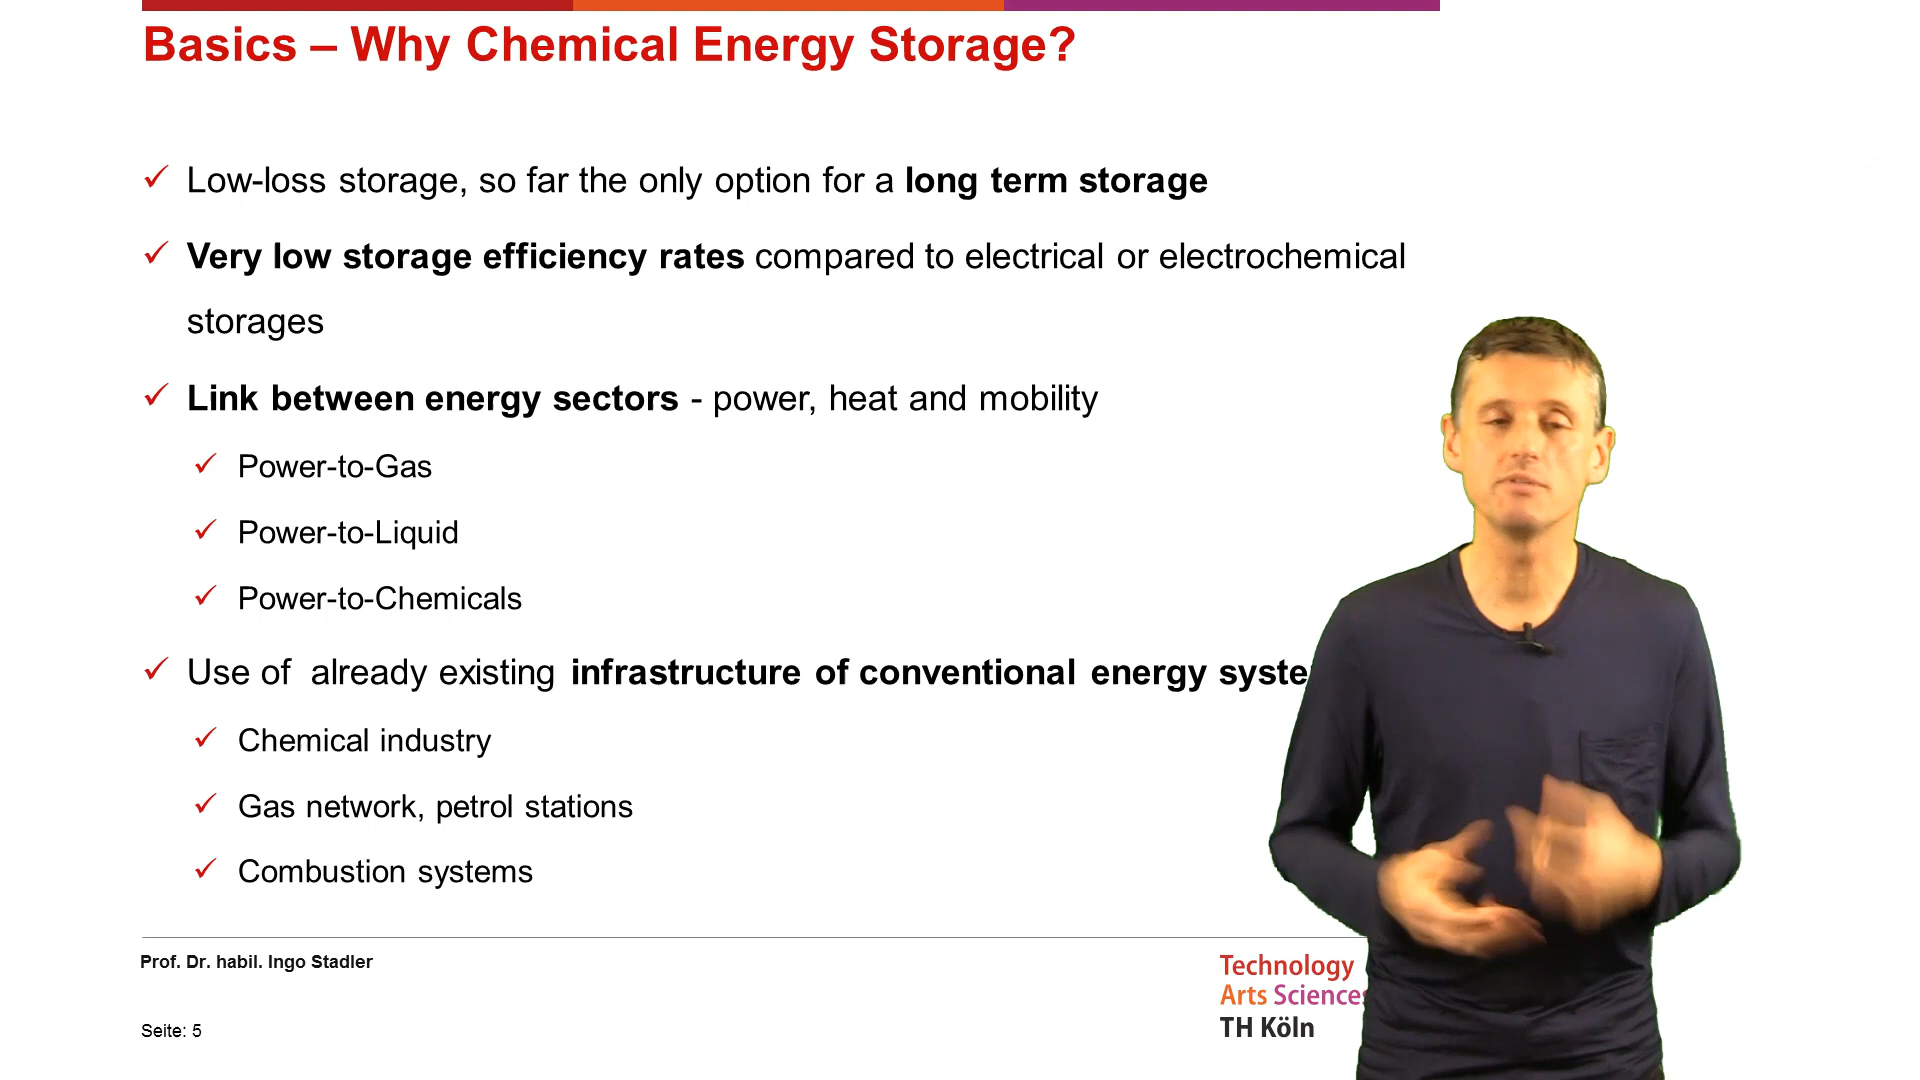 Basics – Why Chemical Energy Storage?
Low-loss storage, so far the only option for a long term storage
Very low storage efficiency rates compared to electrical or electrochemical
storages
Link between energy sectors - power, heat and mobility
Power-to-Gas
Power-to-Liquid
Power-to-Chemicals
Use of already existing infrastructure of conventional energy
Chemical industry
Gas network, petrol stations
Combustion systems
Prof. Dr. habil. Ingo Stadler
Seite: 5
Technology
Arts Sciences
TH Köln